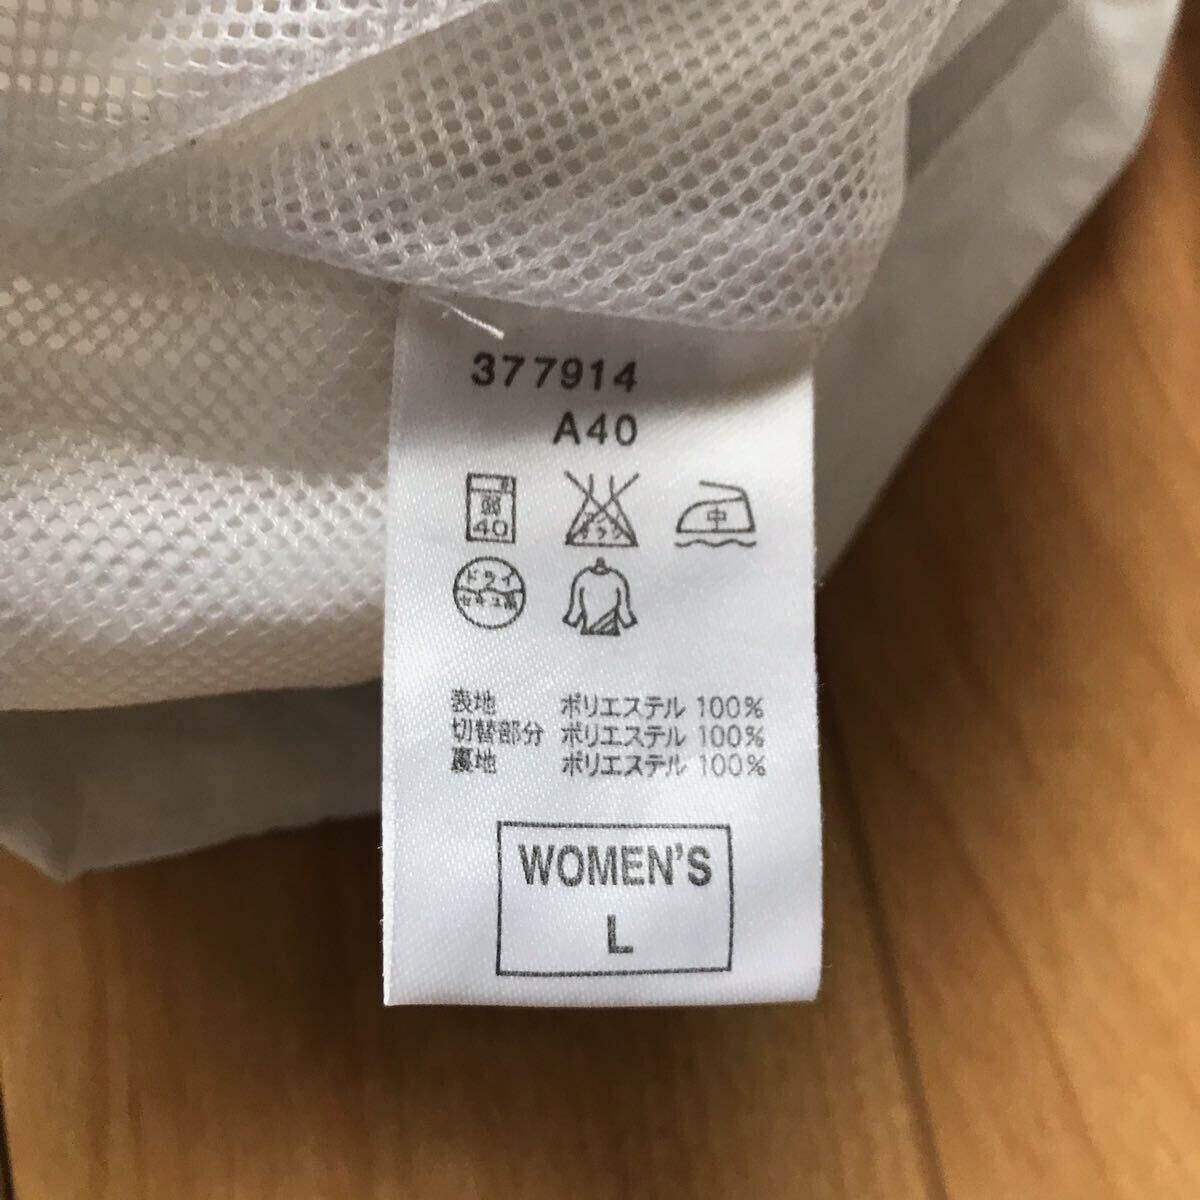 377914
A40
弱
40
中
ドライ
セキユ系
表地 ポリエステル 100%
切替部分 ポリエステル 100%
裏地 ポリエステル 100%
WOMEN'S
L